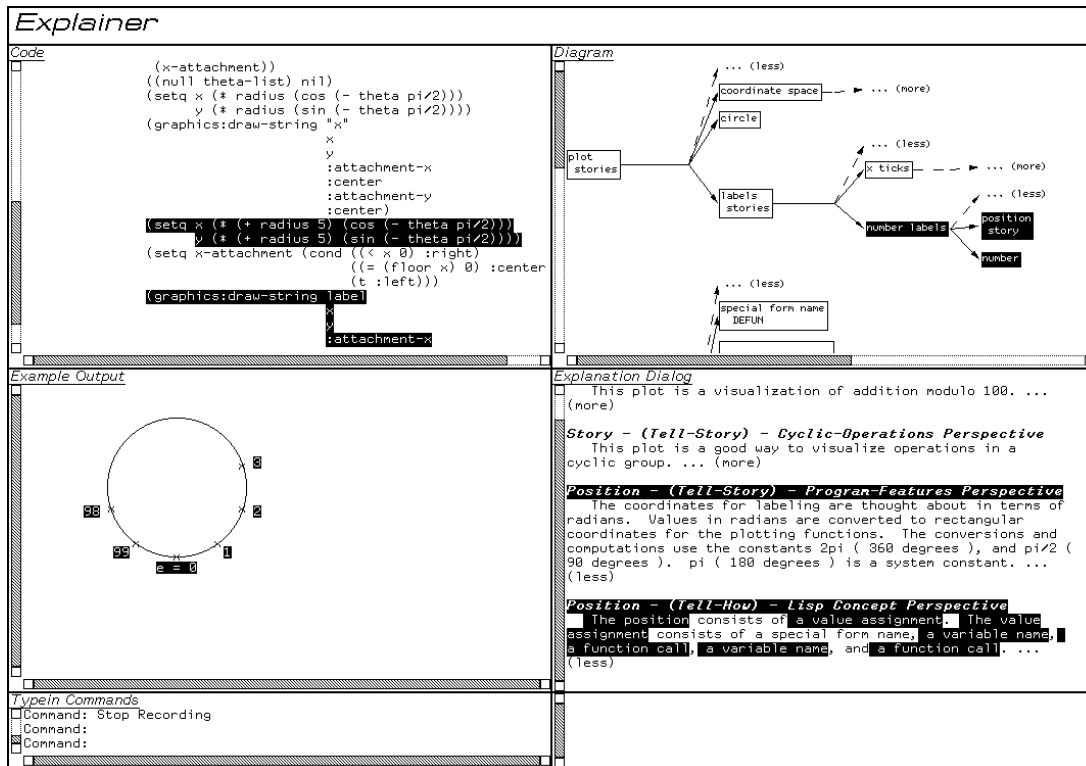 Explainer
Code
(x-attachment))
((null theta-list) nil)
(setq x (* radius (cos (- theta pi/2)))
y (* radius (sin (- theta pi/2))))
(graphics:draw-string "x"
x
y
:attachment-x
:center
:attachment-y
:center)
(setq x (* (+ radius 5) (cos (- theta pi/2)))
y (* (+ radius 5) (sin (- theta pi/2))))
(setq x-attachment (cond ((< x 0) :right)
((= (floor x) 0) :center
(t :left)))
(graphics:draw-string label
x
y
:attachment-x
Diagram
... (less)
coordinate space
... (more)
circle
plot
stories
... (less)
x ticks
... (more)
labels
stories
... (less)
number labels
position
story
number
... (less)
special form name
DEFUN
Example Output
3
98
2
99
1
e = 0
Explanation Dialog
This plot is a visualization of addition modulo 100. ...
(more)
Story - (Tell-Story) - Cyclic-Operations Perspective
This plot is a good way to visualize operations in a
cyclic group. ... (more)
Position - (Tell-Story) - Program-Features Perspective
The coordinates for labeling are thought about in terms of
radians. Values in radians are converted to rectangular
coordinates for the plotting functions. The conversions and
computations use the constants 2pi ( 360 degrees ), and pi/2 (
90 degrees ). pi ( 180 degrees ) is a system constant. ...
(less)
Position - (Tell-How) - Lisp Concept Perspective
The position consists of a value assignment. The value
assignment consists of a special form name, a variable name,
a function call, a variable name, and a function call. ...
(less)
Typein Commands
Command: Stop Recording
Command:
Command: